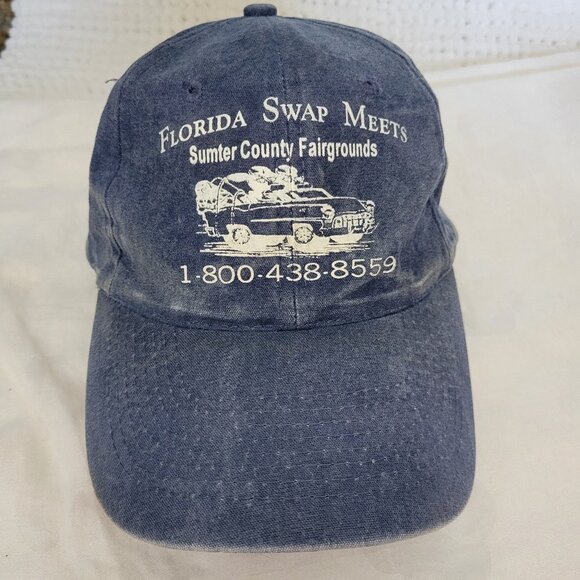 Florida Swap Meets
Sumter County Fairgrounds
1-800-438-8559